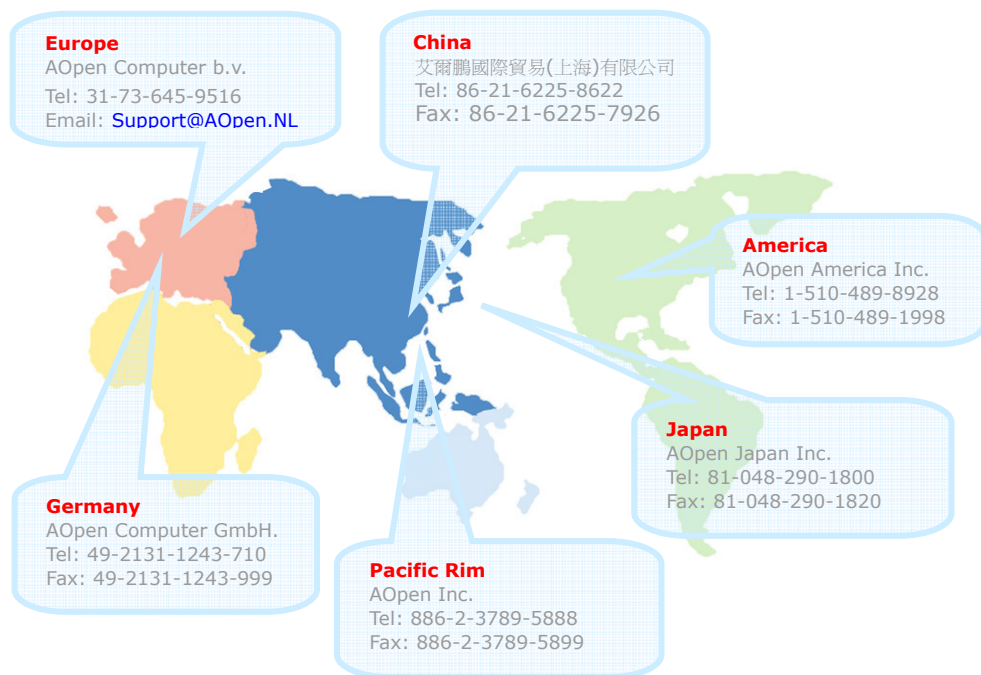 Europe
AOpen Computer b.v.
Tel: 31-73-645-9516
Email: Support@AOpen.NL
China
艾爾鵬國際貿易(上海)有限公司
Tel: 86-21-6225-8622
Fax: 86-21-6225-7926
America
AOpen America Inc.
Tel: 1-510-489-8928
Fax: 1-510-489-1998
Japan
AOpen Japan Inc.
Tel: 81-048-290-1800
Fax: 81-048-290-1820
Germany
AOpen Computer GmbH.
Tel: 49-2131-1243-710
Fax: 49-2131-1243-999
Pacific Rim
AOpen Inc.
Tel: 886-2-3789-5888
Fax: 886-2-3789-5899